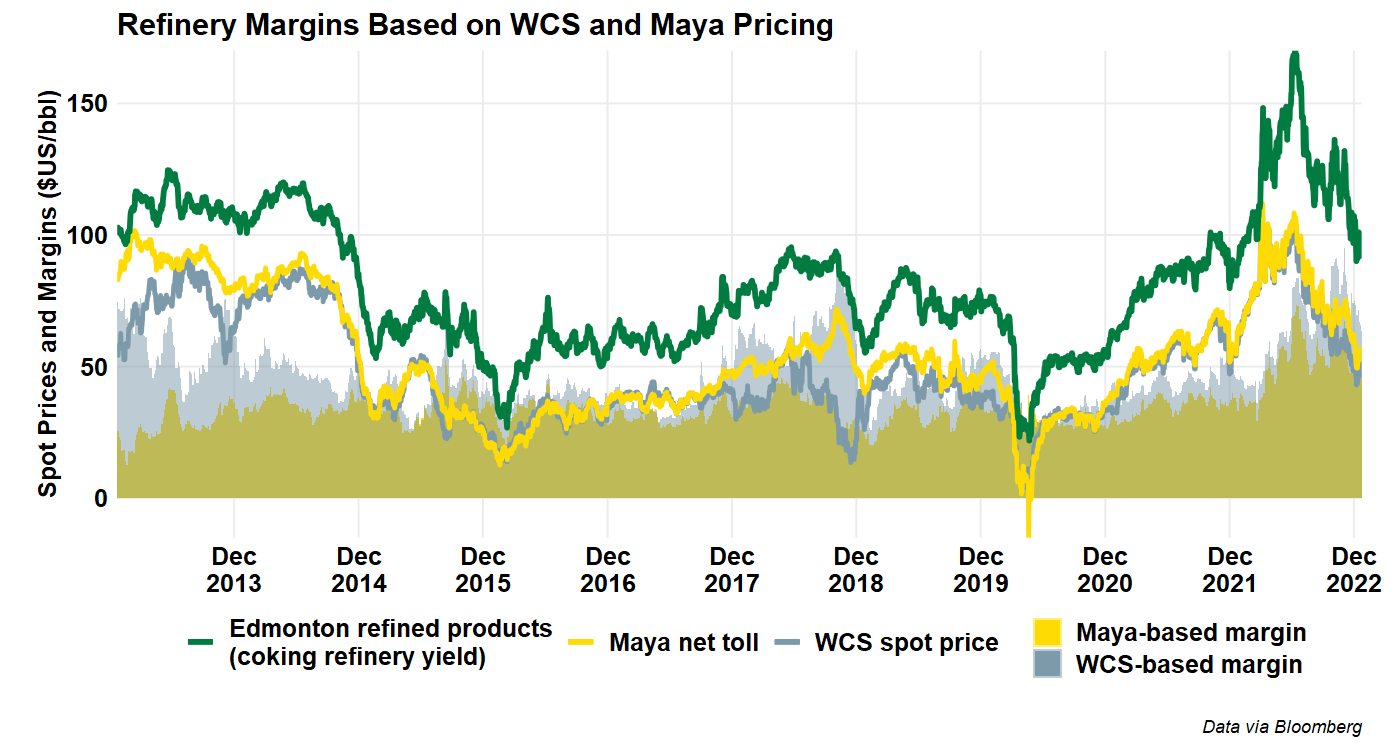 Refinery Margins Based on WCS and Maya Pricing
Spot Prices and Margins ($US/bbl)
150
100
50
0
Dec 2013
Dec 2014
Dec 2015
Dec 2016
Dec 2017
Dec 2018
Dec 2019
Dec 2020
Dec 2021
Dec 2022
Edmonton refined products
(coking refinery yield)
Maya net toll
WCS spot price
Maya-based margin
WCS-based margin
Data via Bloomberg